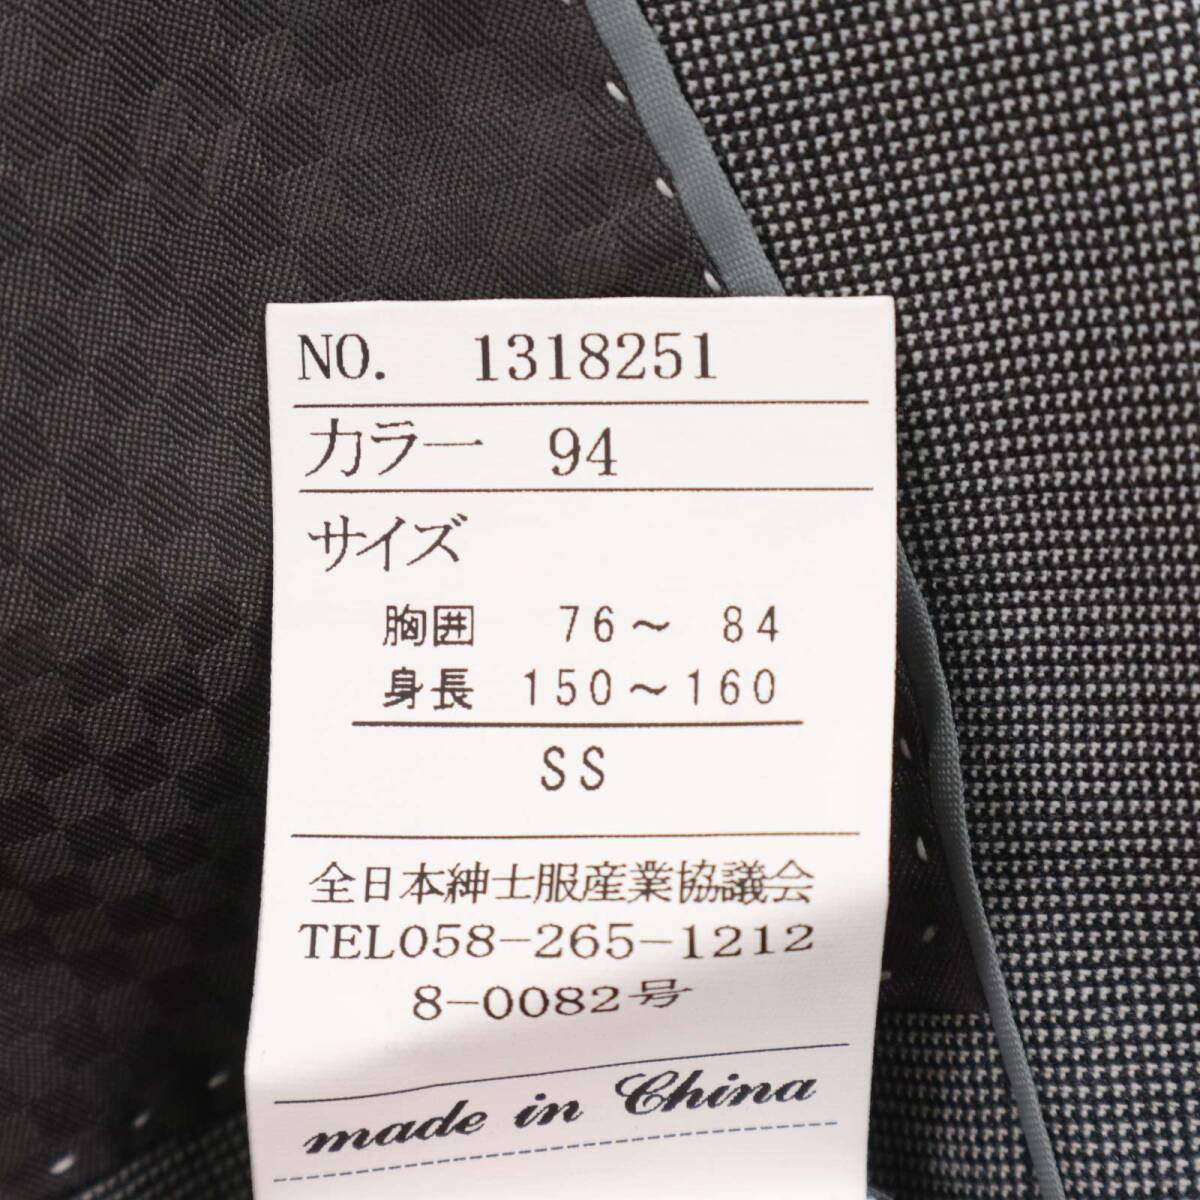 NO. 1318251
カラー 94
サイズ
胸囲 76～ 84
身長 150～160
SS
全日本紳士服産業協議会
TEL058-265-1212
8-0082号
made in China